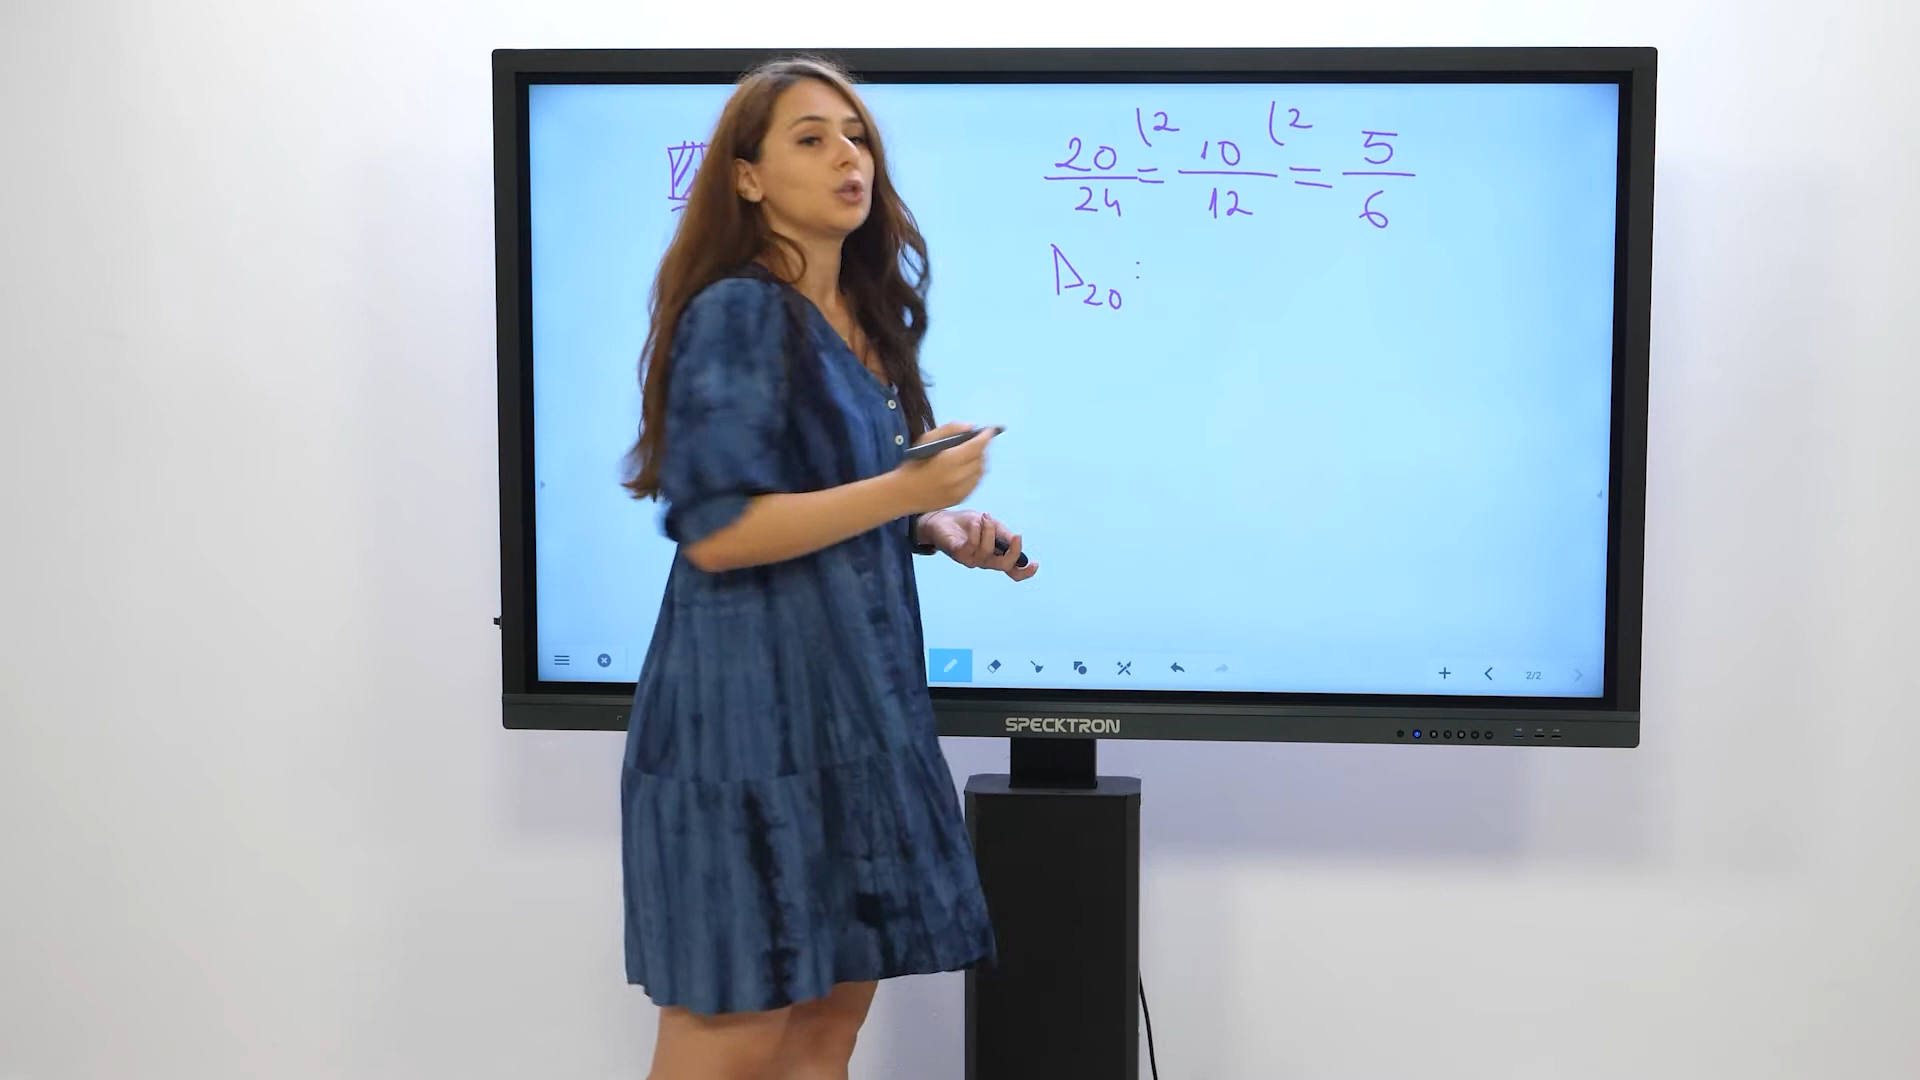 20/24 = (2 10/12 = (2 5/6
D20:
2/2
SPECKTRON